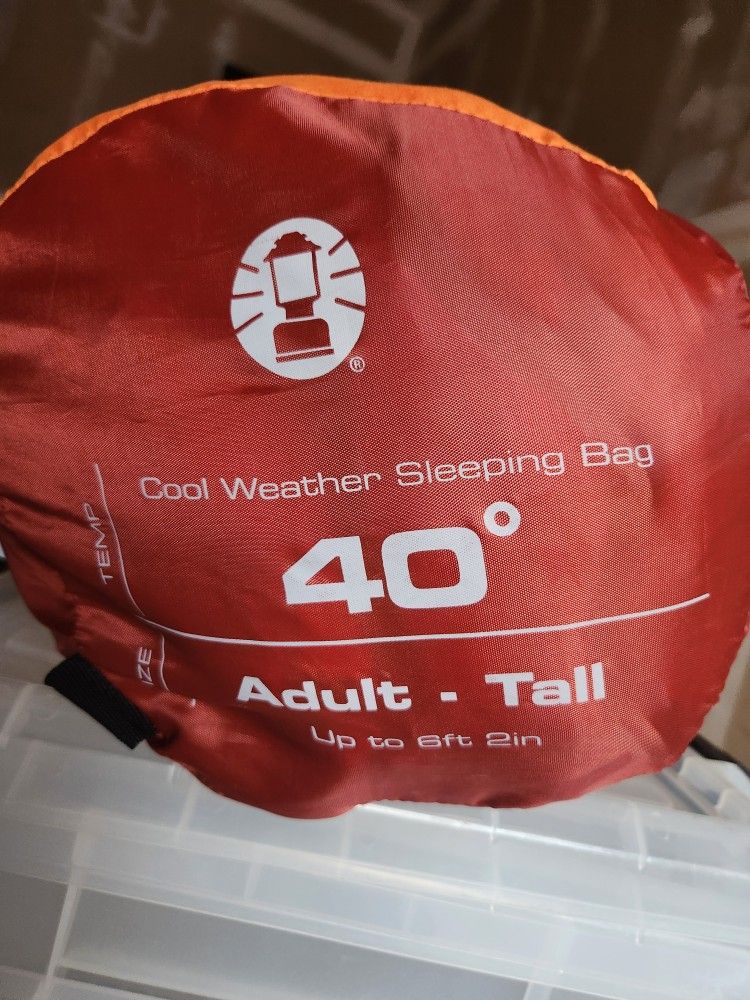 ®
Cool Weather Sleeping Bag
TEMP
40°
IZE
Adult - Tall
Up to 6ft 2in